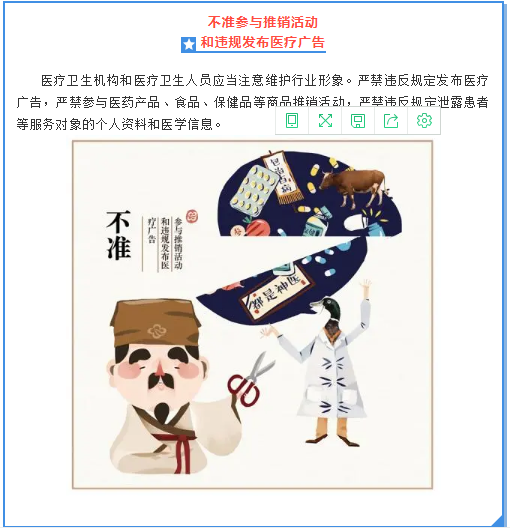 不准参与推销活动
和违规发布医疗广告
医疗卫生机构和医疗卫生人员应当注意维护行业形象。严禁违反规定发布医疗
广告，严禁参与医药产品、食品、保健品等商品推销活动，严禁违反规定泄露患者
等服务对象的个人资料和医学信息。
不准
参与推销活动
和违规发布医
疗广告
包治百病
都是神医